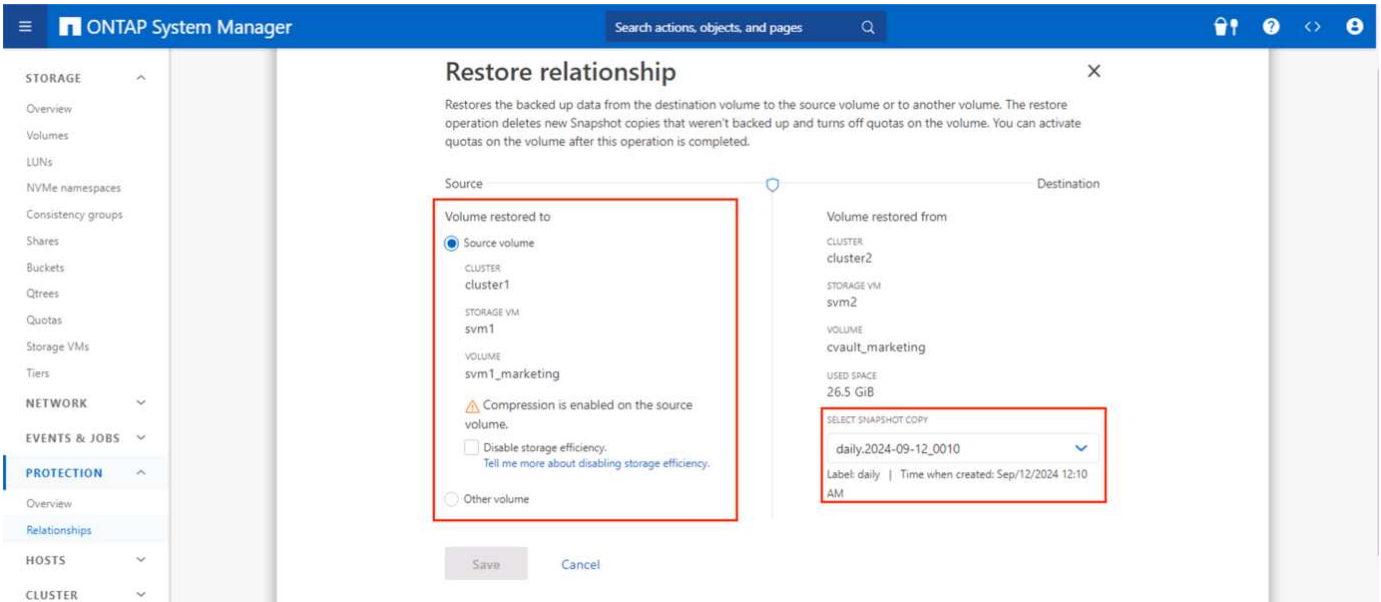 ONTAP System Manager
Search actions, objects, and pages
STORAGE
Overview
Volumes
LUNs
NVMe namespaces
Consistency groups
Shares
Buckets
Qtrees
Quotas
Storage VMs
Tiers
NETWORK
EVENTS & JOBS
PROTECTION
Overview
Relationships
HOSTS
CLUSTER
Restore relationship
Restores the backed up data from the destination volume to the source volume or to another volume. The restore
operation deletes new Snapshot copies that weren't backed up and turns off quotas on the volume. You can activate
quotas on the volume after this operation is completed.
Source
Destination
Volume restored to
Source volume
CLUSTER
cluster1
STORAGE VM
svm1
VOLUME
svm1_marketing
Compression is enabled on the source
volume.
Disable storage efficiency.
Tell me more about disabling storage efficiency.
Other volume
Volume restored from
CLUSTER
cluster2
STORAGE VM
svm2
VOLUME
cvault_marketing
USED SPACE
26.5 GiB
SELECT SNAPSHOT COPY
daily.2024-09-12_0010
Label: daily | Time when created: Sep/12/2024 12:10
AM
Save
Cancel